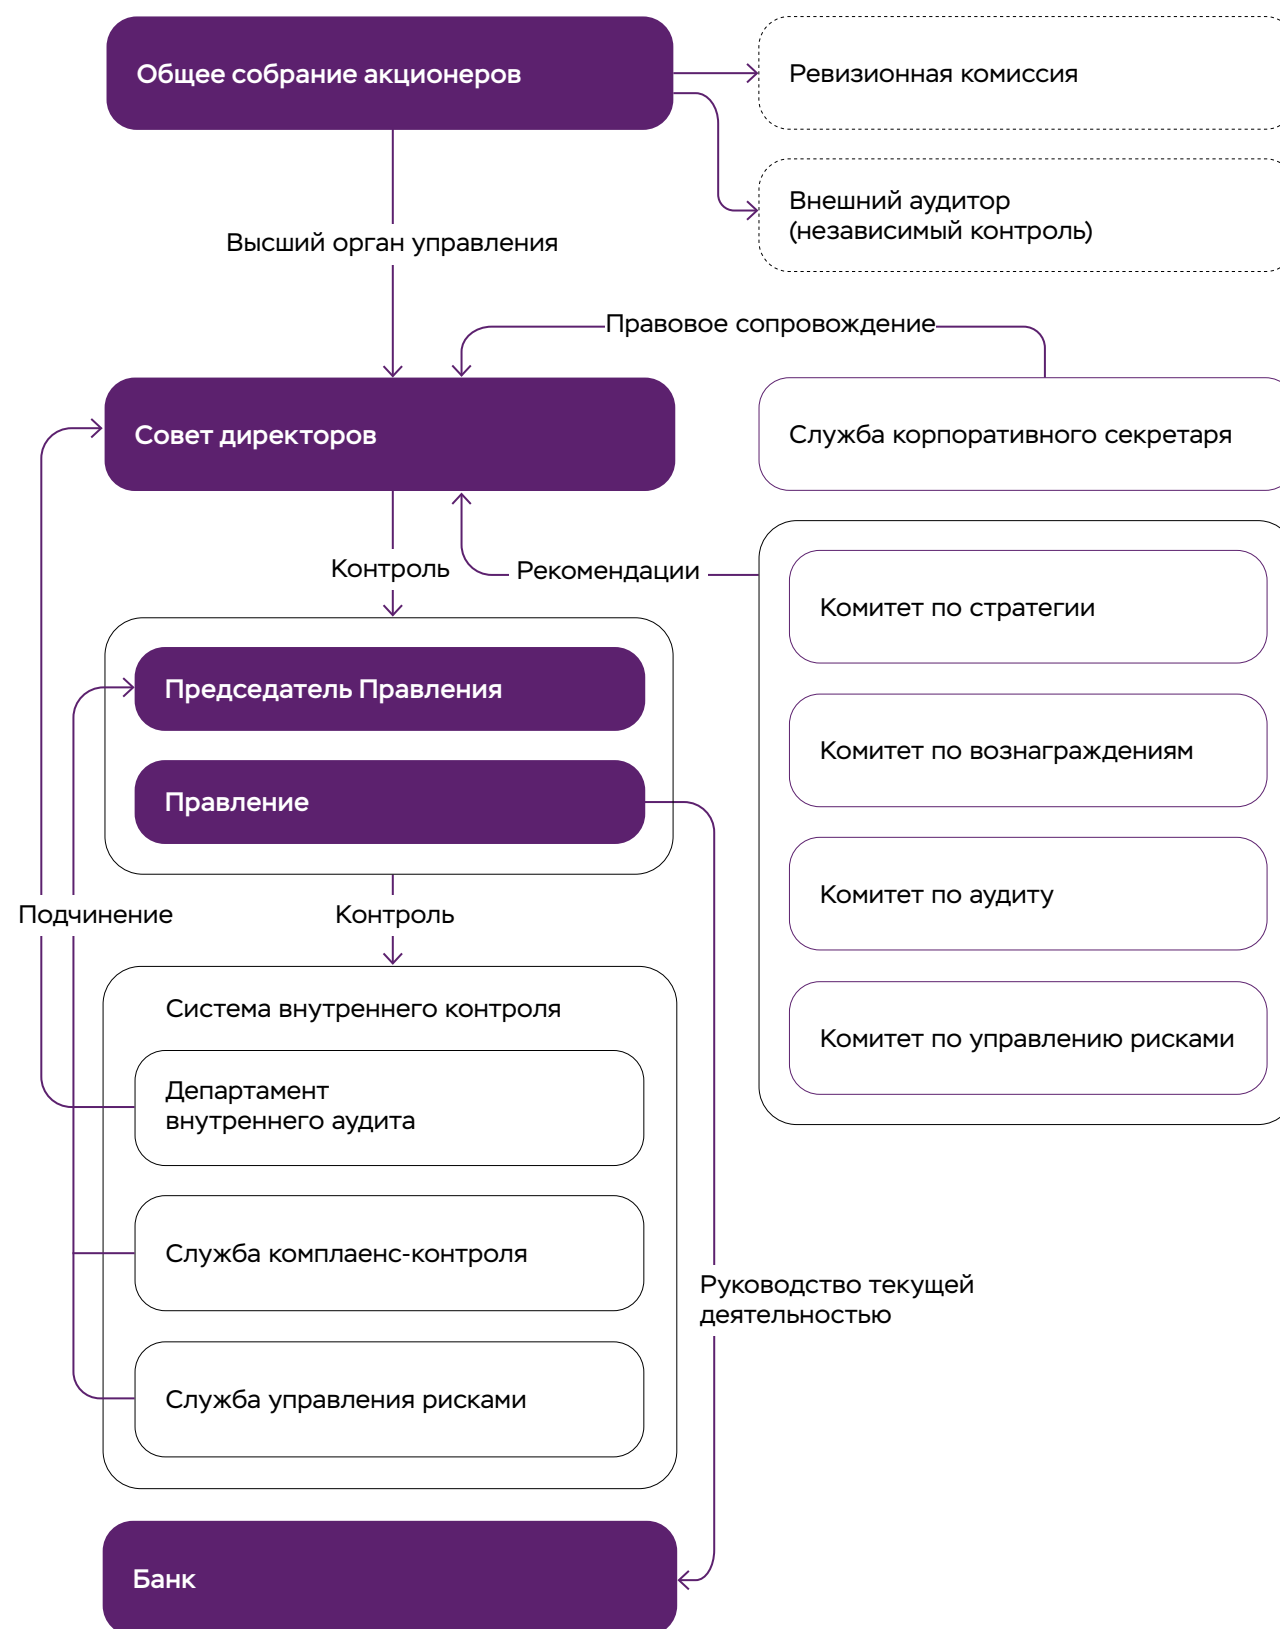 Общее собрание акционеров
Ревизионная комиссия
Внешний аудитор
(независимый контроль)
Высший орган управления
Правовое сопровождение
Совет директоров
Служба корпоративного секретаря
Контроль
Рекомендации
Комитет по стратегии
Председатель Правления
Комитет по вознаграждениям
Правление
Комитет по аудиту
Подчинение
Контроль
Система внутреннего контроля
Комитет по управлению рисками
Департамент
внутреннего аудита
Служба комплаенс-контроля
Руководство текущей
деятельностью
Служба управления рисками
Банк